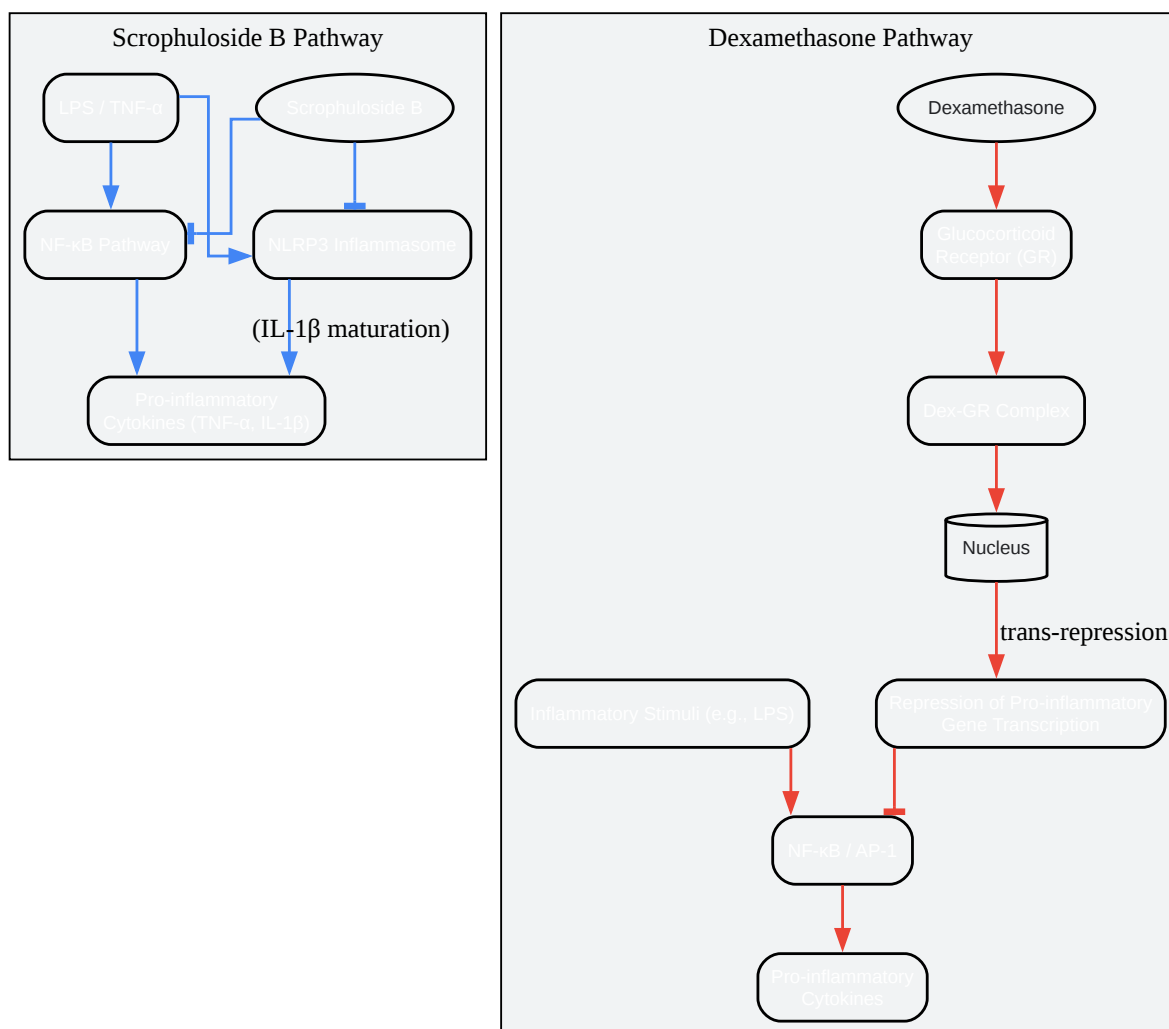 Scrophuloside B Pathway
LPS / TNF-α
Scrophuloside B
NF-κB Pathway
NLRP3 Inflammasome
(IL-1β maturation)
Pro-inflammatory
Cytokines (TNF-α, IL-1β)
Dexamethasone Pathway
Dexamethasone
Glucocorticoid
Receptor (GR)
Dex-GR Complex
Nucleus
trans-repression
Inflammatory Stimuli (e.g., LPS)
Repression of Pro-inflammatory
Gene Transcription
NF-κB / AP-1
Pro-inflammatory
Cytokines